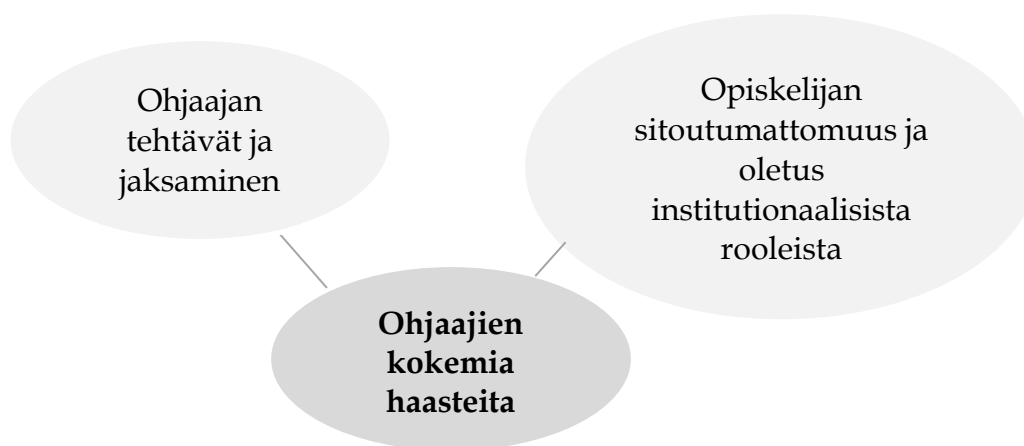 Ohjaajan
tehtävät ja
jaksaminen
Opiskelijan
sitoutumattomuus ja
oletus
institutionaalisista
rooleista
Ohjaajien
kokemia
haasteita